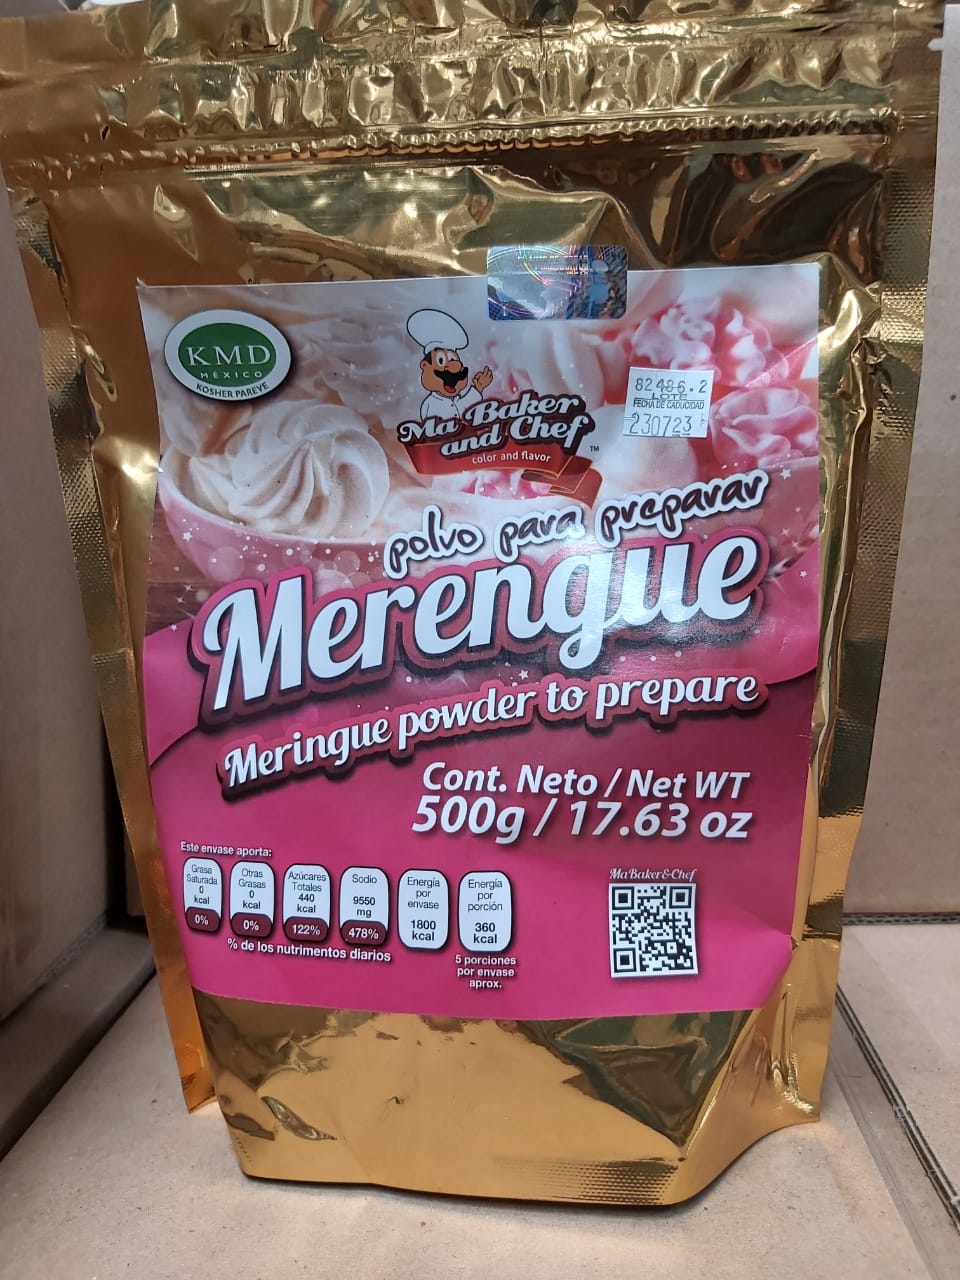 KMD
MÉXICO
KOSHER PAREVE
Ma Baker
and Chef
TM
color and flavor
82486.2
LOTE
FECHA DE CADUCIDAD
230723
polvo para preparar
Merengue
Meringue powder to prepare
Cont. Neto / Net WT
500g / 17.63 oz
Este envase aporta:
Grasa
Saturada
0
kcal
0%
Otras
Grasas
0
kcal
0%
Azúcares
Totales
440
kcal
122%
Sodio
9550
mg
478%
Energía
por
envase
1800
kcal
Energía
por
porción
360
kcal
% de los nutrimentos diarios
5 porciones
por envase
aprox.
MaBaker&Chef